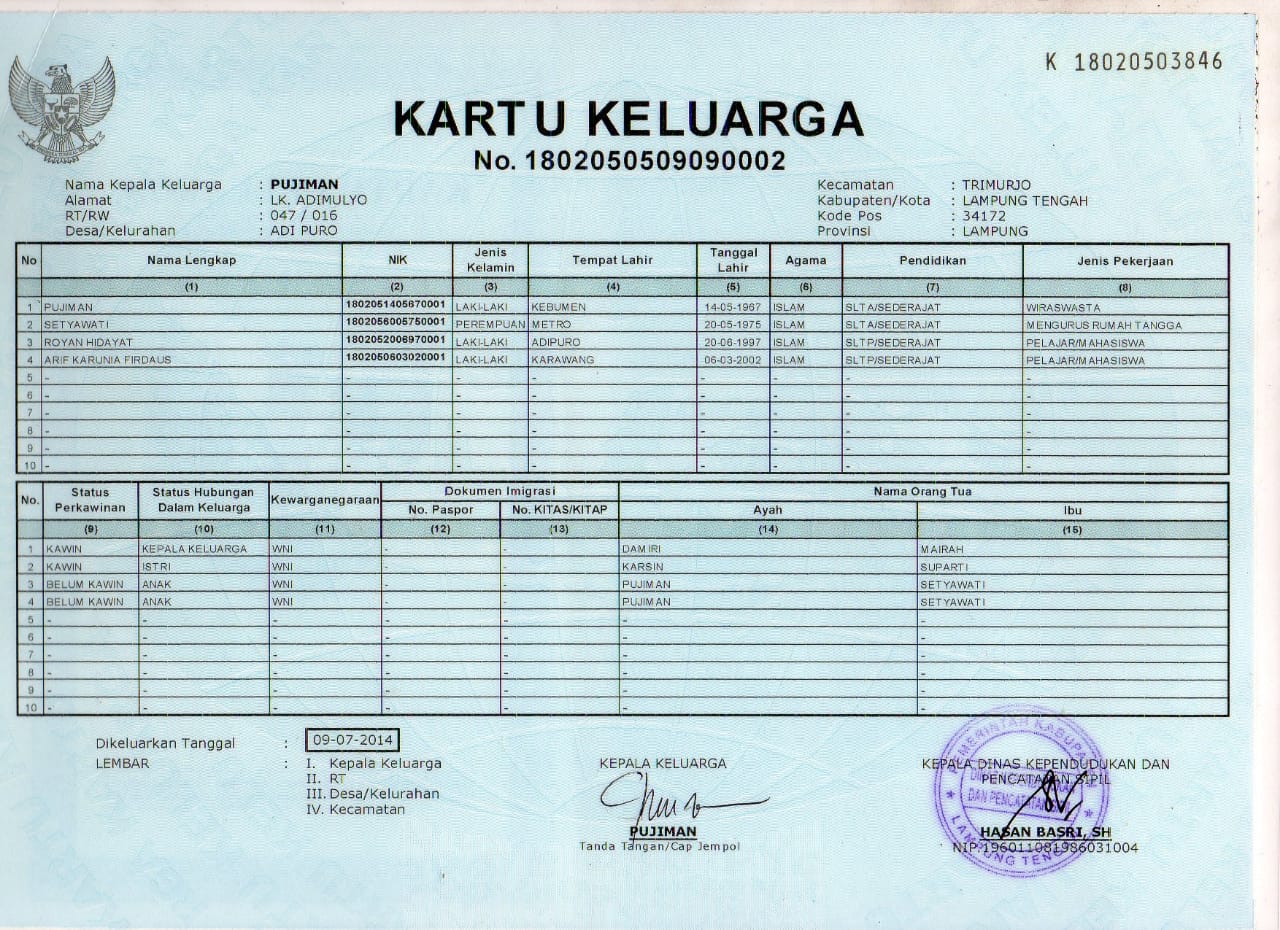 K 18020503846
KARTU KELUARGA
No. 1802050509090002
Nama Kepala Keluarga : PUJIMAN Kecamatan : TRIMURJO
Alamat : LK. ADIMULYO Kabupaten/Kota : LAMPUNG TENGAH
RT/RW : 047 / 016 Kode Pos : 34172
Desa/Kelurahan : ADI PURO Provinsi : LAMPUNG
No Nama Lengkap NIK Jenis Kelamin Tempat Lahir Tanggal Lahir Agama Pendidikan Jenis Pekerjaan
(1) (2) (3) (4) (5) (6) (7) (8)
1 PUJIMAN 1802051405670001 LAKI-LAKI KEBUMEN 14-05-1967 ISLAM SLTA/SEDERAJAT WIRASWASTA
2 SETYAWATI 1802056005750001 PEREMPUAN METRO 20-05-1975 ISLAM SLTA/SEDERAJAT MENGURUS RUMAH TANGGA
3 ROYAN HIDAYAT 1802052006970001 LAKI-LAKI ADIPURO 20-06-1997 ISLAM SLTP/SEDERAJAT PELAJAR/MAHASISWA
4 ARIF KARUNIA FIRDAUS 1802050603020001 LAKI-LAKI KARAWANG 06-03-2002 ISLAM SLTP/SEDERAJAT PELAJAR/MAHASISWA
5 - - - - - - - -
6 - - - - - - - -
7 - - - - - - - -
8 - - - - - - - -
9 - - - - - - - -
10 - - - - - - - -
No. Status Perkawinan Status Hubungan Dalam Keluarga Kewarganegaraan Dokumen Imigrasi Nama Orang Tua
No. Paspor No. KITAS/KITAP Ayah Ibu
(9) (10) (11) (12) (13) (14) (15)
1 KAWIN KEPALA KELUARGA WNI - - DAMIRI MAIRAH
2 KAWIN ISTRI WNI - - KARSIN SUPARTI
3 BELUM KAWIN ANAK WNI - - PUJIMAN SETYAWATI
4 BELUM KAWIN ANAK WNI - - PUJIMAN SETYAWATI
5 - - - - - - -
6 - - - - - - -
7 - - - - - - -
8 - - - - - - -
9 - - - - - - -
10 - - - - - - -
Dikeluarkan Tanggal : 09-07-2014
LEMBAR : I. Kepala Keluarga
II. RT
III. Desa/Kelurahan
IV. Kecamatan
KEPALA KELUARGA
PUJIMAN
Tanda Tangan/Cap Jempol
KEPALA DINAS KEPENDUDUKAN DAN
PENCATATAN SIPIL
HASAN BASRI, SH
NIP.196011081986031004
PEMERINTAH KABUPATEN
DAN PENCATATAN
LAMPUNG TENGAH